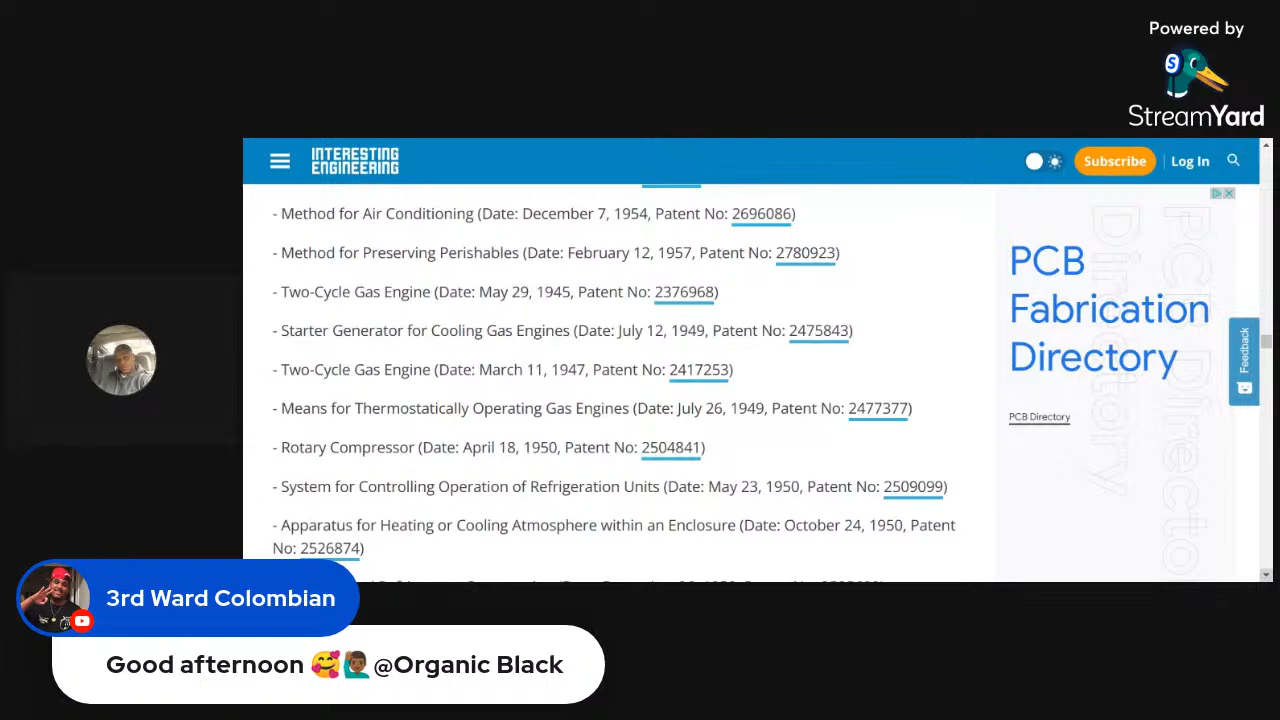 Powered by
StreamYard
INTERESTING
ENGINEERING
Subscribe
Log In
- Method for Air Conditioning (Date: December 7, 1954, Patent No: 2696086)
- Method for Preserving Perishables (Date: February 12, 1957, Patent No: 2780923)
- Two-Cycle Gas Engine (Date: May 29, 1945, Patent No: 2376968)
- Starter Generator for Cooling Gas Engines (Date: July 12, 1949, Patent No: 2475843)
- Two-Cycle Gas Engine (Date: March 11, 1947, Patent No: 2417253)
- Means for Thermostatically Operating Gas Engines (Date: July 26, 1949, Patent No: 2477377)
- Rotary Compressor (Date: April 18, 1950, Patent No: 2504841)
- System for Controlling Operation of Refrigeration Units (Date: May 23, 1950, Patent No: 2509099)
- Apparatus for Heating or Cooling Atmosphere within an Enclosure (Date: October 24, 1950, Patent
No: 2526874)
PCB
Fabrication
Directory
PCB Directory
Feedback
3rd Ward Colombian
Good afternoon 🥰🙋🏾‍♂️@Organic Black